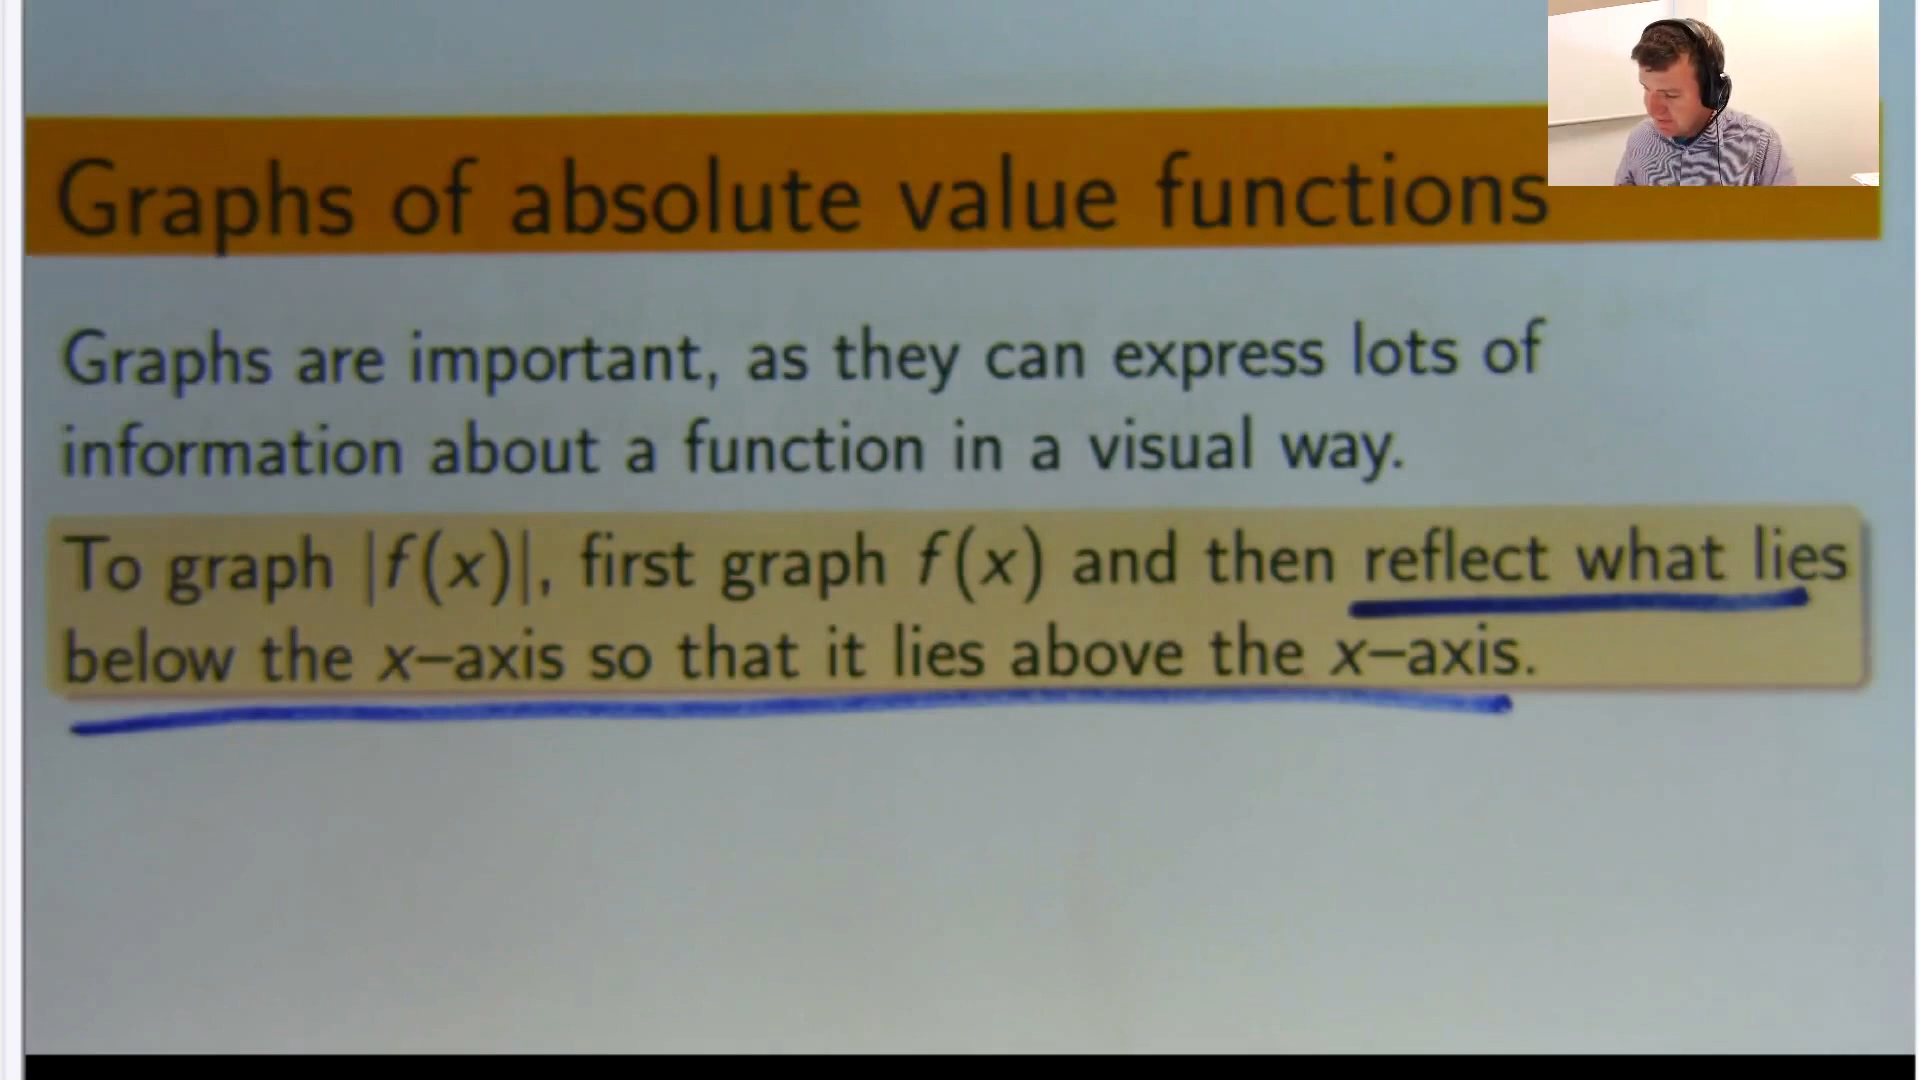 Graphs of absolute value functions
Graphs are important, as they can express lots of
information about a function in a visual way.
To graph |f(x)|, first graph f(x) and then reflect what lies
below the x–axis so that it lies above the x–axis.